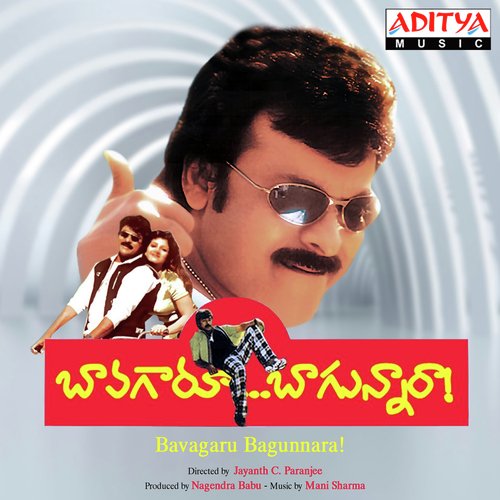 ADITYA
MUSIC
బావగారూ...బాగున్నారా!
Bavagaru Bagunnara!
Directed by Jayanth C. Paranjee
Produced by Nagendra Babu - Music by Mani Sharma